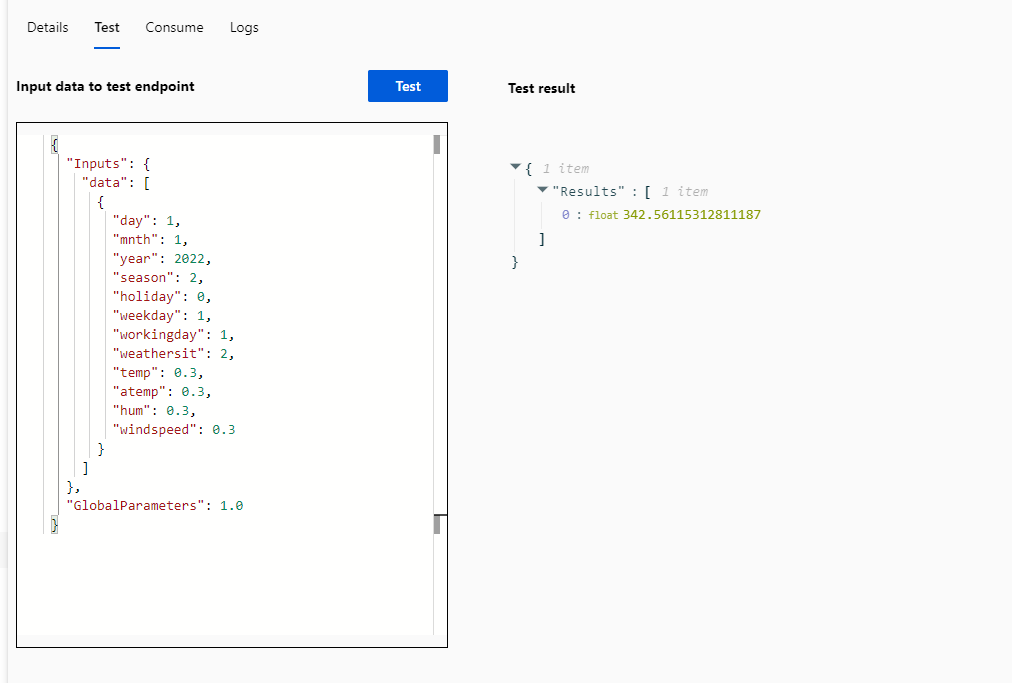 Details Test Consume Logs
Input data to test endpoint
Test
{
"Inputs": {
"data": [
{
"day": 1,
"mnth": 1,
"year": 2022,
"season": 2,
"holiday": 0,
"weekday": 1,
"workingday": 1,
"weathersit": 2,
"temp": 0.3,
"atemp": 0.3,
"hum": 0.3,
"windspeed": 0.3
}
]
},
"GlobalParameters": 1.0
}
Test result
{ 1 item
"Results" : [ 1 item
0 : float 342.56115312811187
]
}